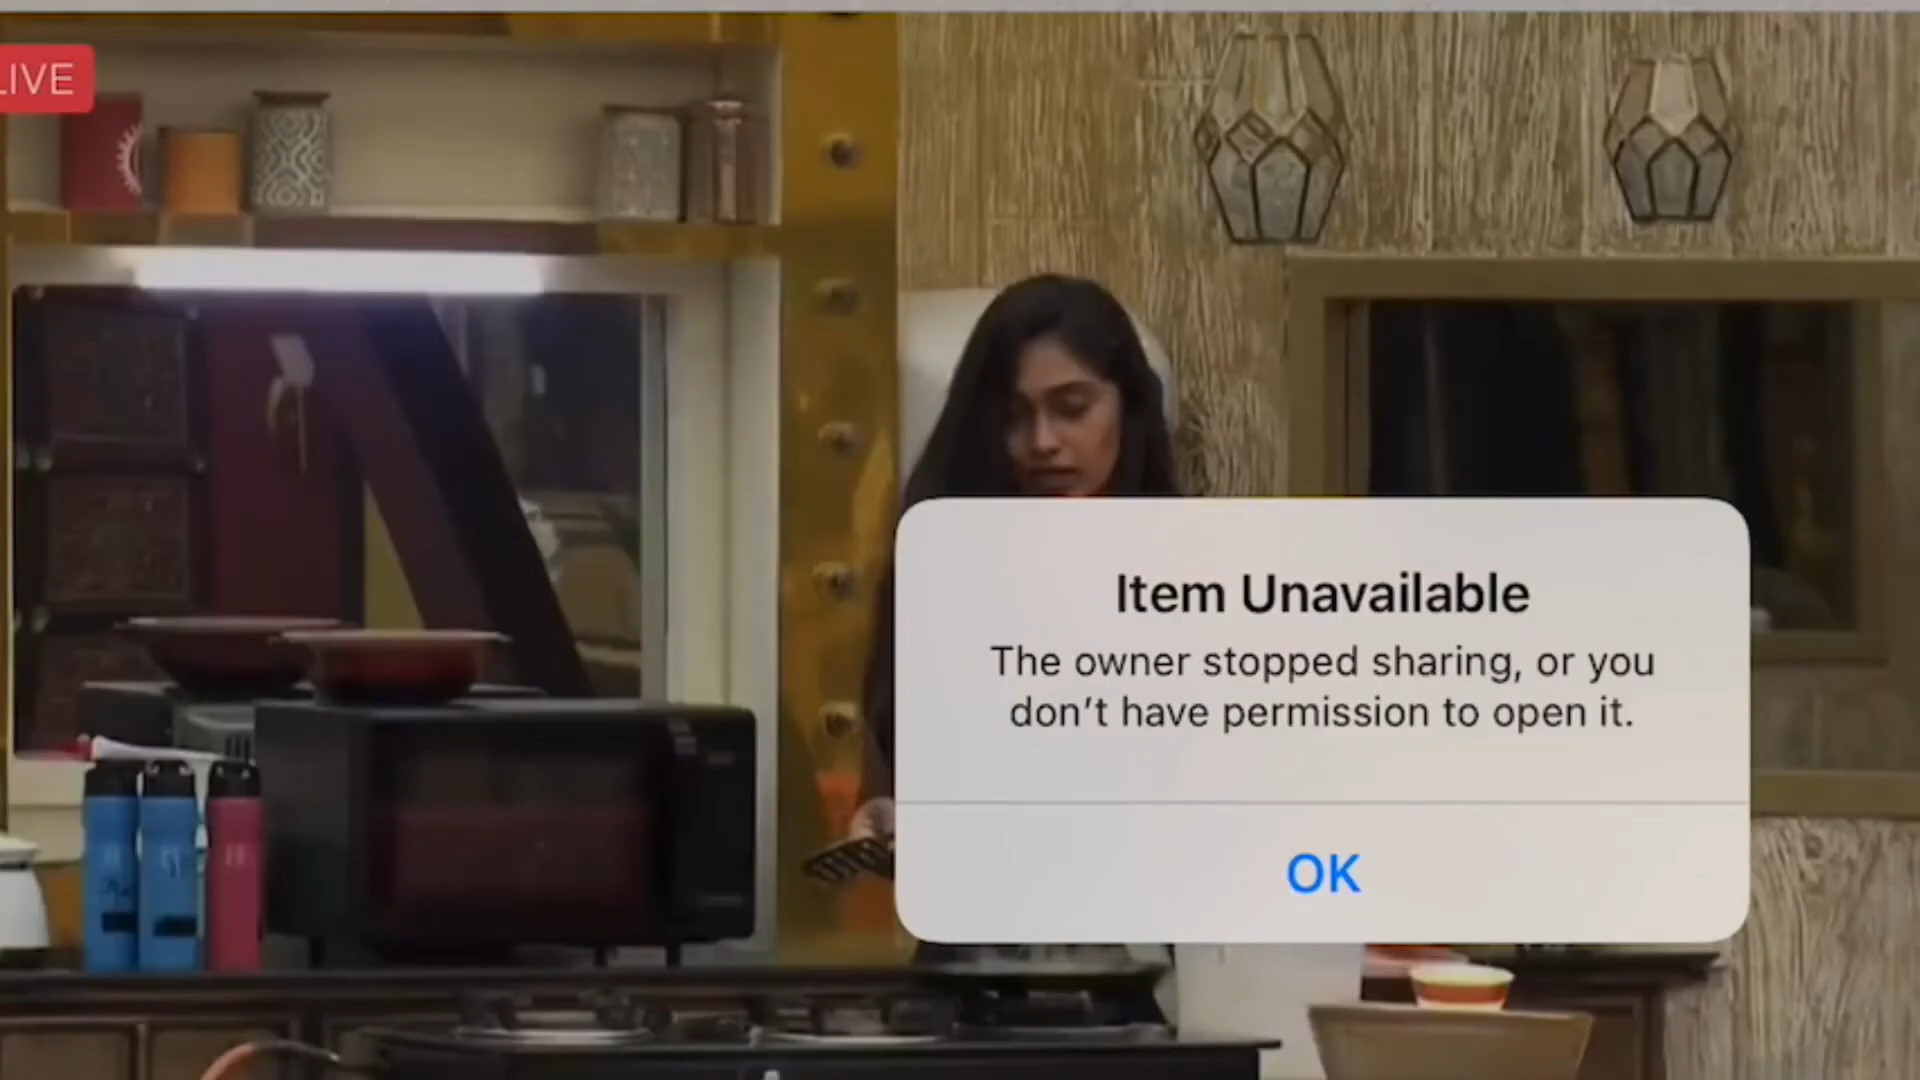 LIVE
Item Unavailable
The owner stopped sharing, or you
don't have permission to open it.
OK